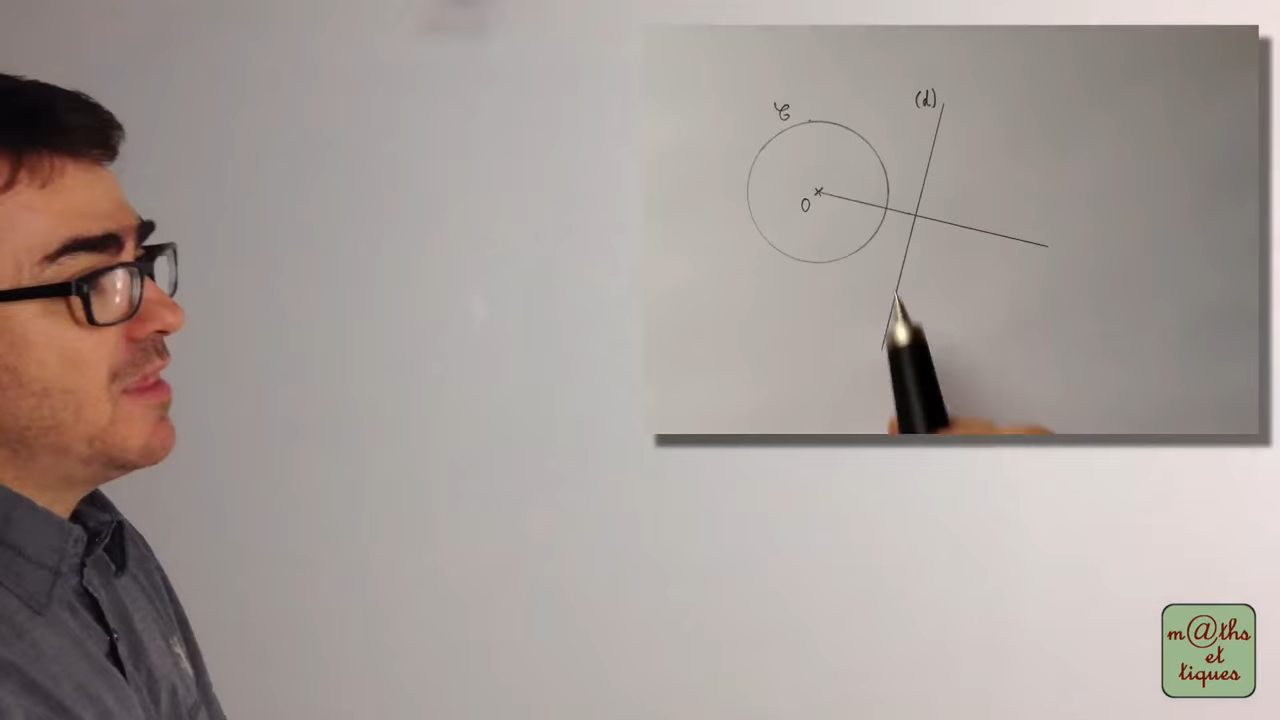 𝒞
(d)
O
m@ths
et
tiques